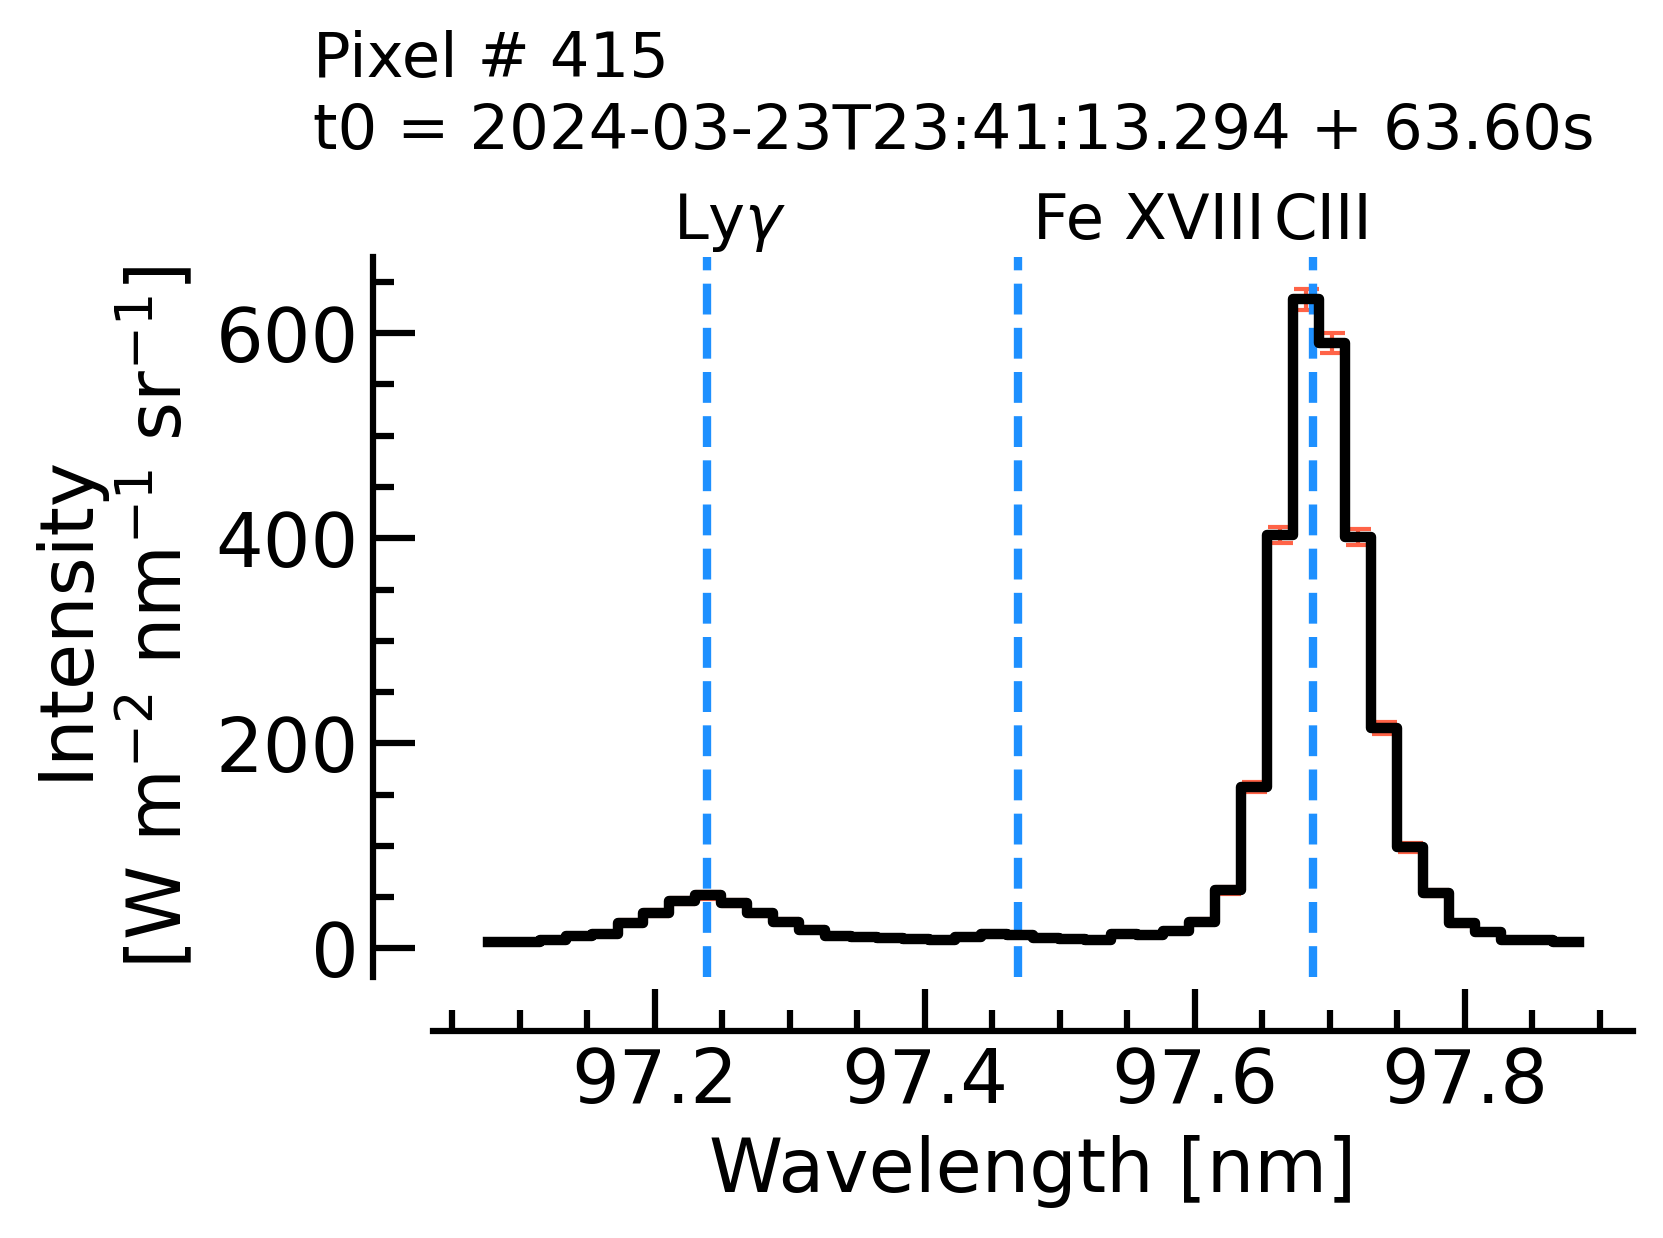 Pixel # 415
t0 = 2024-03-23T23:41:13.294 + 63.60s
Lyγ Fe XVIII CIII
Intensity
[W m⁻² nm⁻¹ sr⁻¹]
600
400
200
0
97.2 97.4 97.6 97.8
Wavelength [nm]